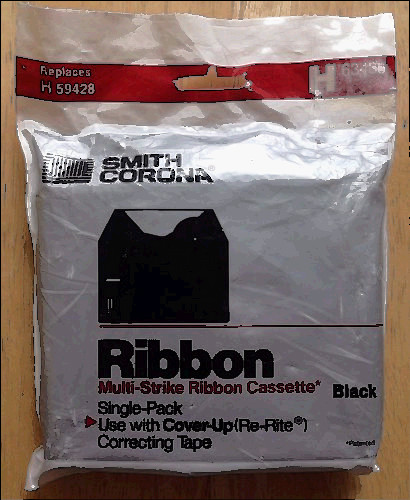 Replaces
H 59428
H
SMITH
CORONA
Ribbon
Multi-Strike Ribbon Cassette*
Black
Single-Pack
Use with Cover-Up (Re-Rite®)
Correcting Tape
*Patented